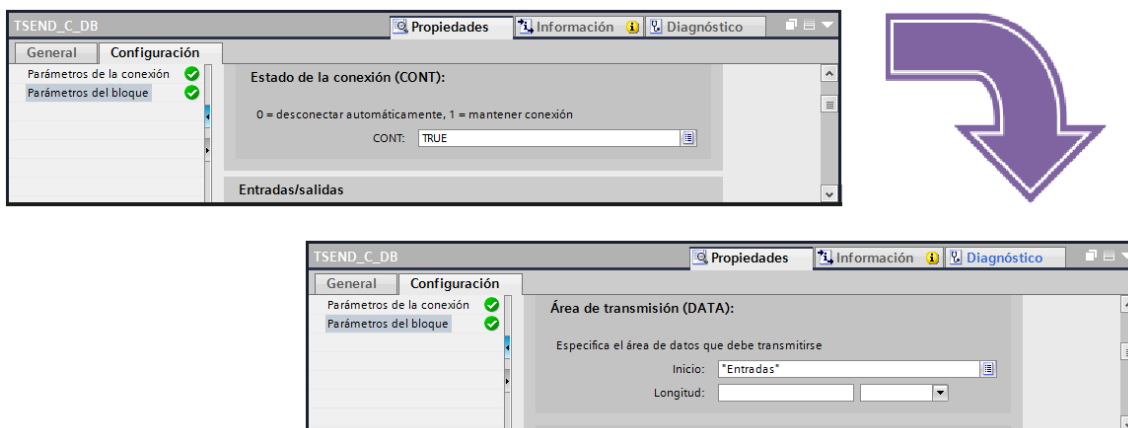 TSEND_C_DB Propiedades Información Diagnóstico
General Configuración
Parámetros de la conexión
Parámetros del bloque
Estado de la conexión (CONT):
0 = desconectar automáticamente, 1 = mantener conexión
CONT: TRUE
Entradas/salidas
TSEND_C_DB Propiedades Información Diagnóstico
General Configuración
Parámetros de la conexión
Parámetros del bloque
Área de transmisión (DATA):
Especifica el área de datos que debe transmitirse
Inicio: "Entradas"
Longitud: